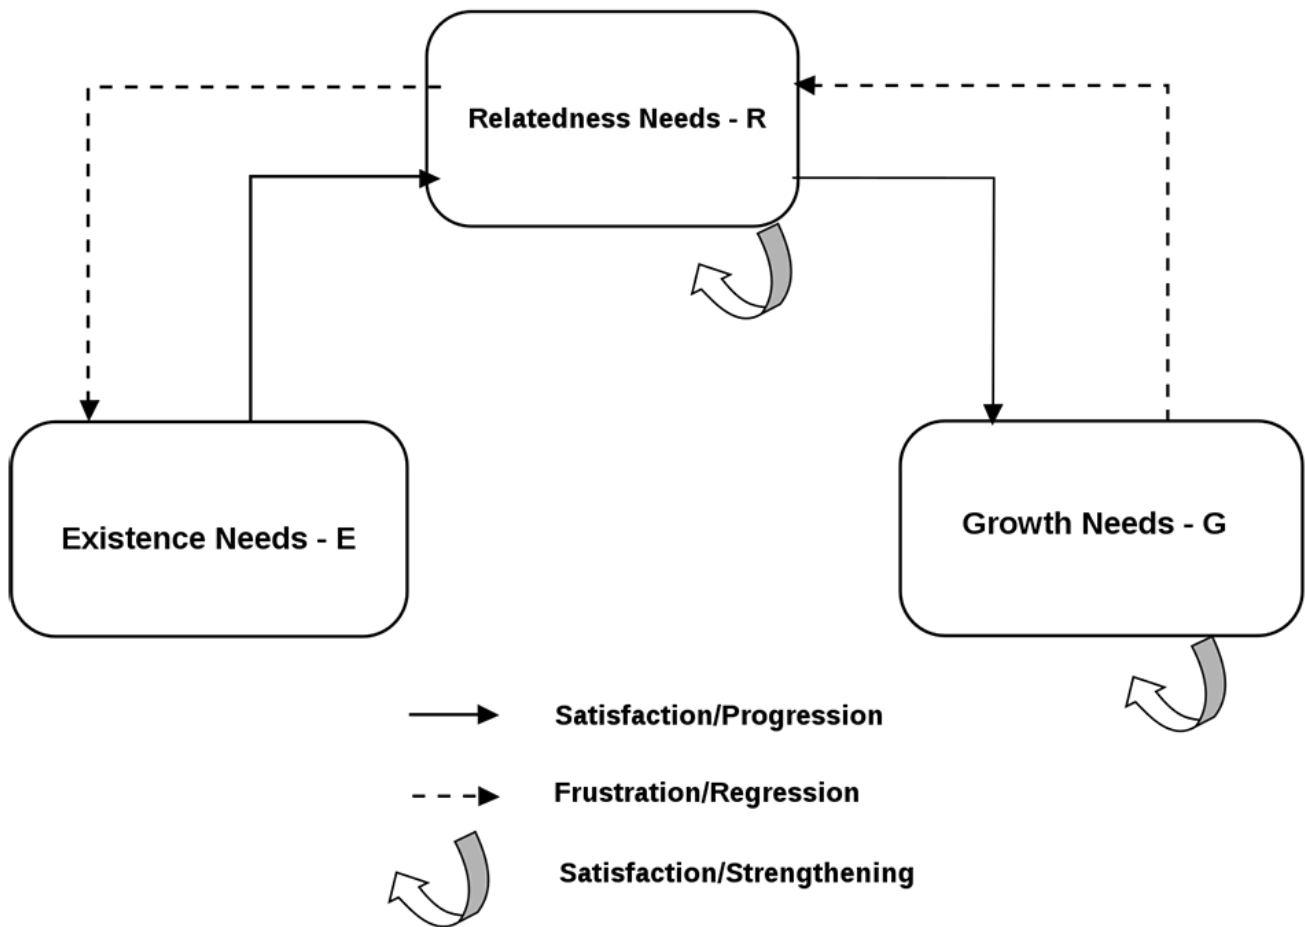 Relatedness Needs - R
Existence Needs - E
Growth Needs - G
Satisfaction/Progression
Frustration/Regression
Satisfaction/Strengthening